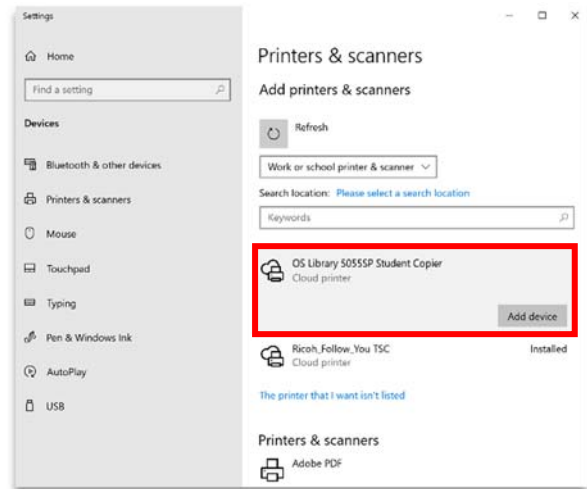 Settings
Home
Find a setting
Devices
Bluetooth & other devices
Printers & scanners
Mouse
Touchpad
Typing
Pen & Windows Ink
AutoPlay
USB
Printers & scanners
Add printers & scanners
Refresh
Work or school printer & scanner
Search location: Please select a search location
Keywords
OS Library 5055SP Student Copier
Cloud printer
Add device
Ricoh_Follow_You TSC Installed
Cloud printer
The printer that I want isn't listed
Printers & scanners
Adobe PDF